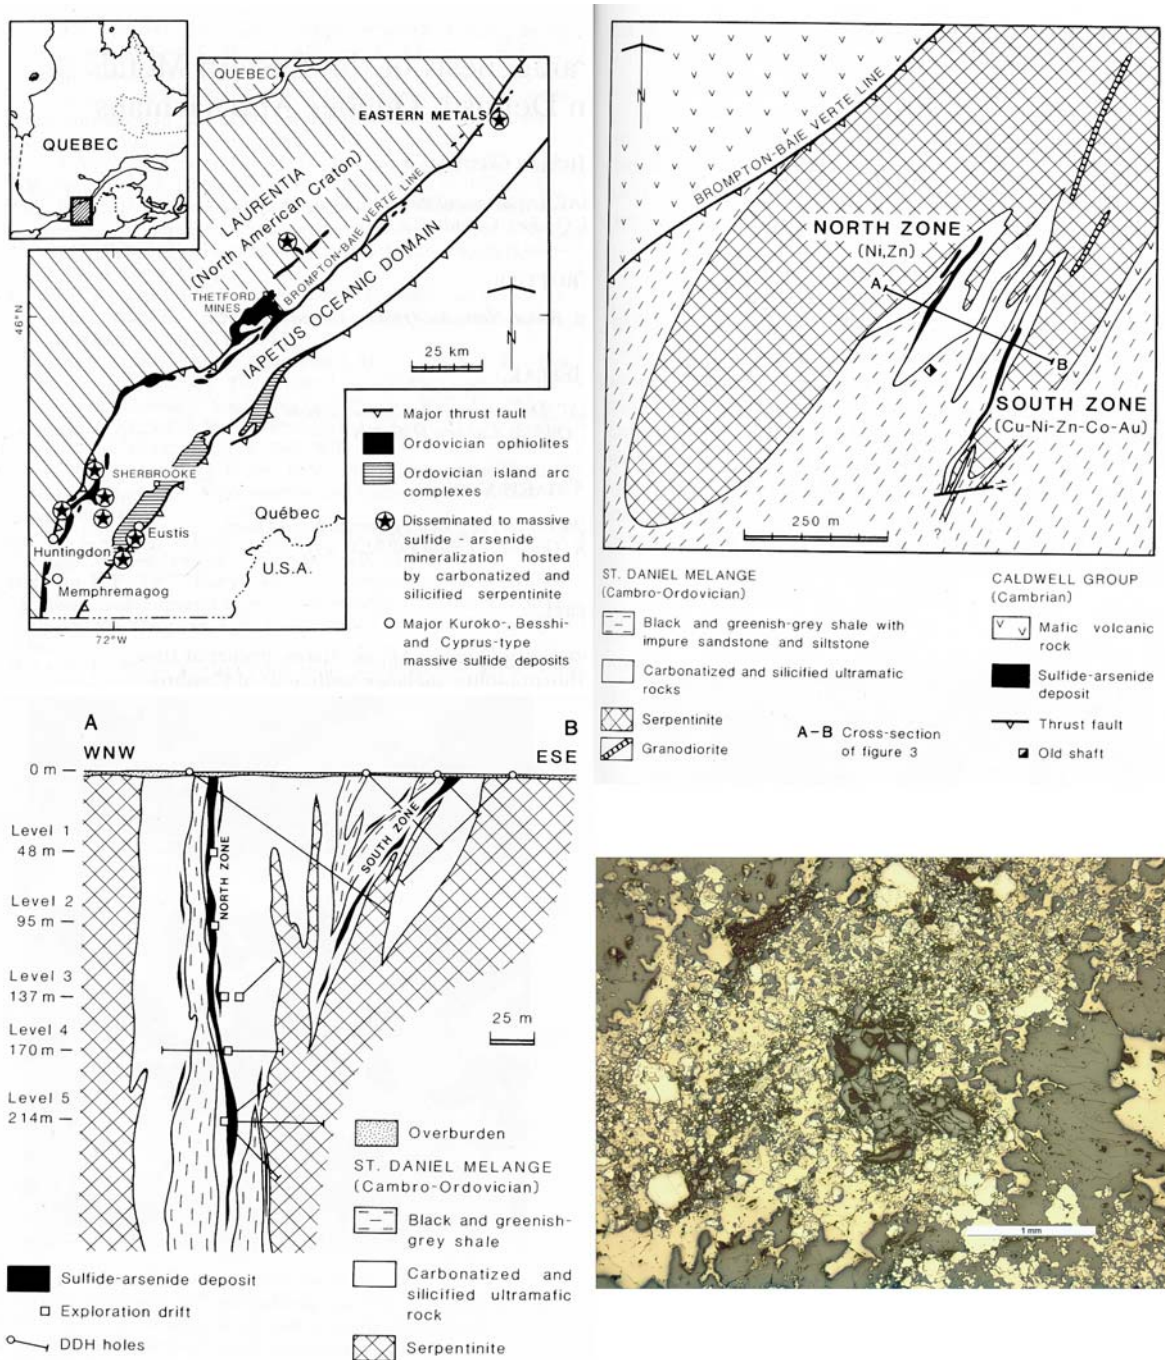 QUEBEC
QUEBEC
EASTERN METALS
LAURENTIA
(North American Craton)
BROMPTON-BAIE VERTE LINE
THETFORD
MINES
IAPETUS OCEANIC DOMAIN
46°N
N
25 km
SHERBROOKE
Eustis
Huntingdon
Memphremagog
Québec
U.S.A.
72°W
Major thrust fault
Ordovician ophiolites
Ordovician island arc
complexes
Disseminated to massive
sulfide - arsenide
mineralization hosted
by carbonatized and
silicified serpentinite
Major Kuroko-, Besshi-
and Cyprus-type
massive sulfide deposits
N
BROMPTON-BAIE VERTE LINE
NORTH ZONE
(Ni,Zn)
A
B
SOUTH ZONE
(Cu-Ni-Zn-Co-Au)
250 m
?
ST. DANIEL MELANGE
(Cambro-Ordovician)
Black and greenish-grey shale with
impure sandstone and siltstone
Carbonatized and silicified ultramafic
rocks
Serpentinite
Granodiorite
A-B Cross-section
of figure 3
CALDWELL GROUP
(Cambrian)
Mafic volcanic
rock
Sulfide-arsenide
deposit
Thrust fault
Old shaft
A
B
WNW
ESE
0 m
Level 1
48 m
Level 2
95 m
Level 3
137 m
Level 4
170 m
Level 5
214 m
NORTH ZONE
SOUTH ZONE
25 m
Overburden
ST. DANIEL MELANGE
(Cambro-Ordovician)
Black and greenish-
grey shale
Carbonatized and
silicified ultramafic
rock
Serpentinite
Sulfide-arsenide deposit
Exploration drift
DDH holes
1 mm